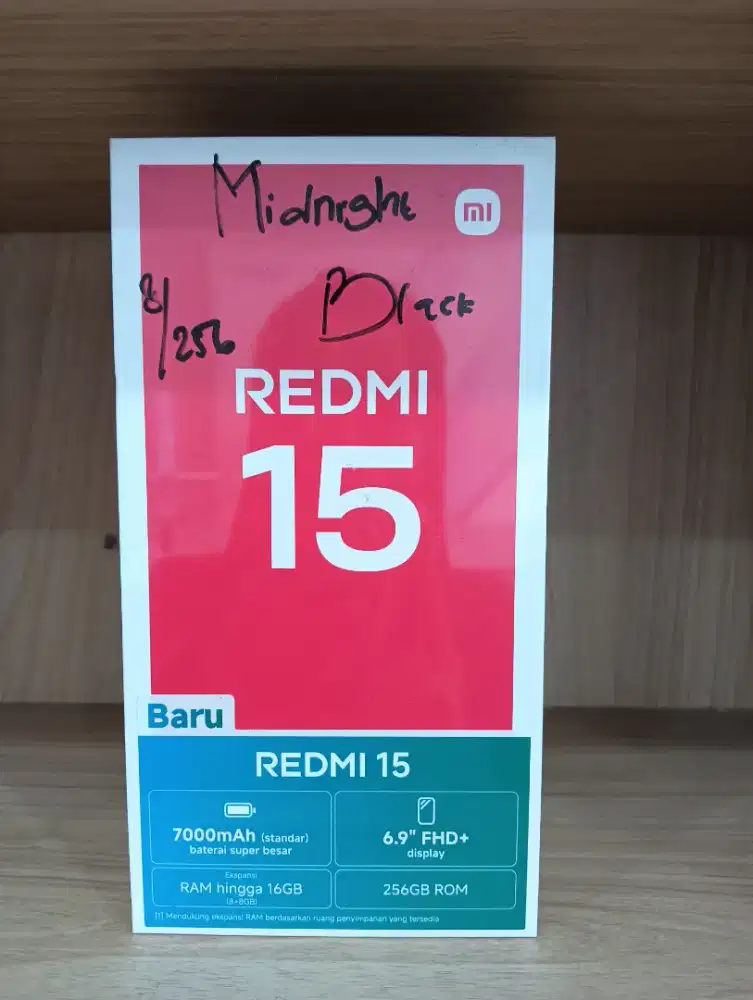 Midnight
mi
8/256
Black
REDMI
15
Baru
REDMI 15
7000mAh (standar)
baterai super besar
6.9" FHD+
display
Ekspansi
RAM hingga 16GB
(8+8GB)
256GB ROM
[1] Mendukung ekspansi RAM berdasarkan ruang penyimpanan yang tersedia